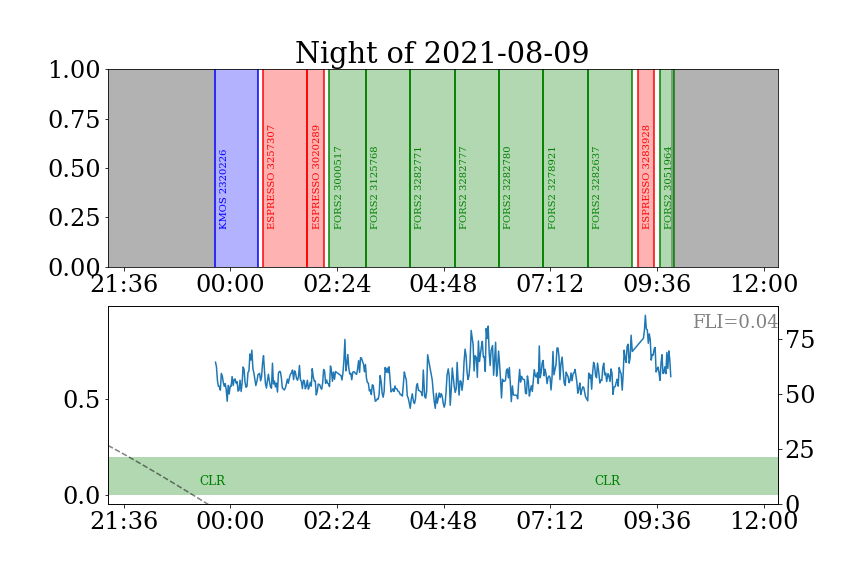 Night of 2021-08-09
1.00
0.75
0.50
0.25
0.00
KMOS 2320226
ESPRESSO 3257307
ESPRESSO 3020289
FORS2 3000517
FORS2 3125768
FORS2 3282771
FORS2 3282777
FORS2 3282780
FORS2 3278921
FORS2 3282637
ESPRESSO 3283928
FORS2 3051964
21:36 00:00 02:24 04:48 07:12 09:36 12:00
FLI=0.04
0.5
0.0
75
50
25
0
CLR CLR
21:36 00:00 02:24 04:48 07:12 09:36 12:00